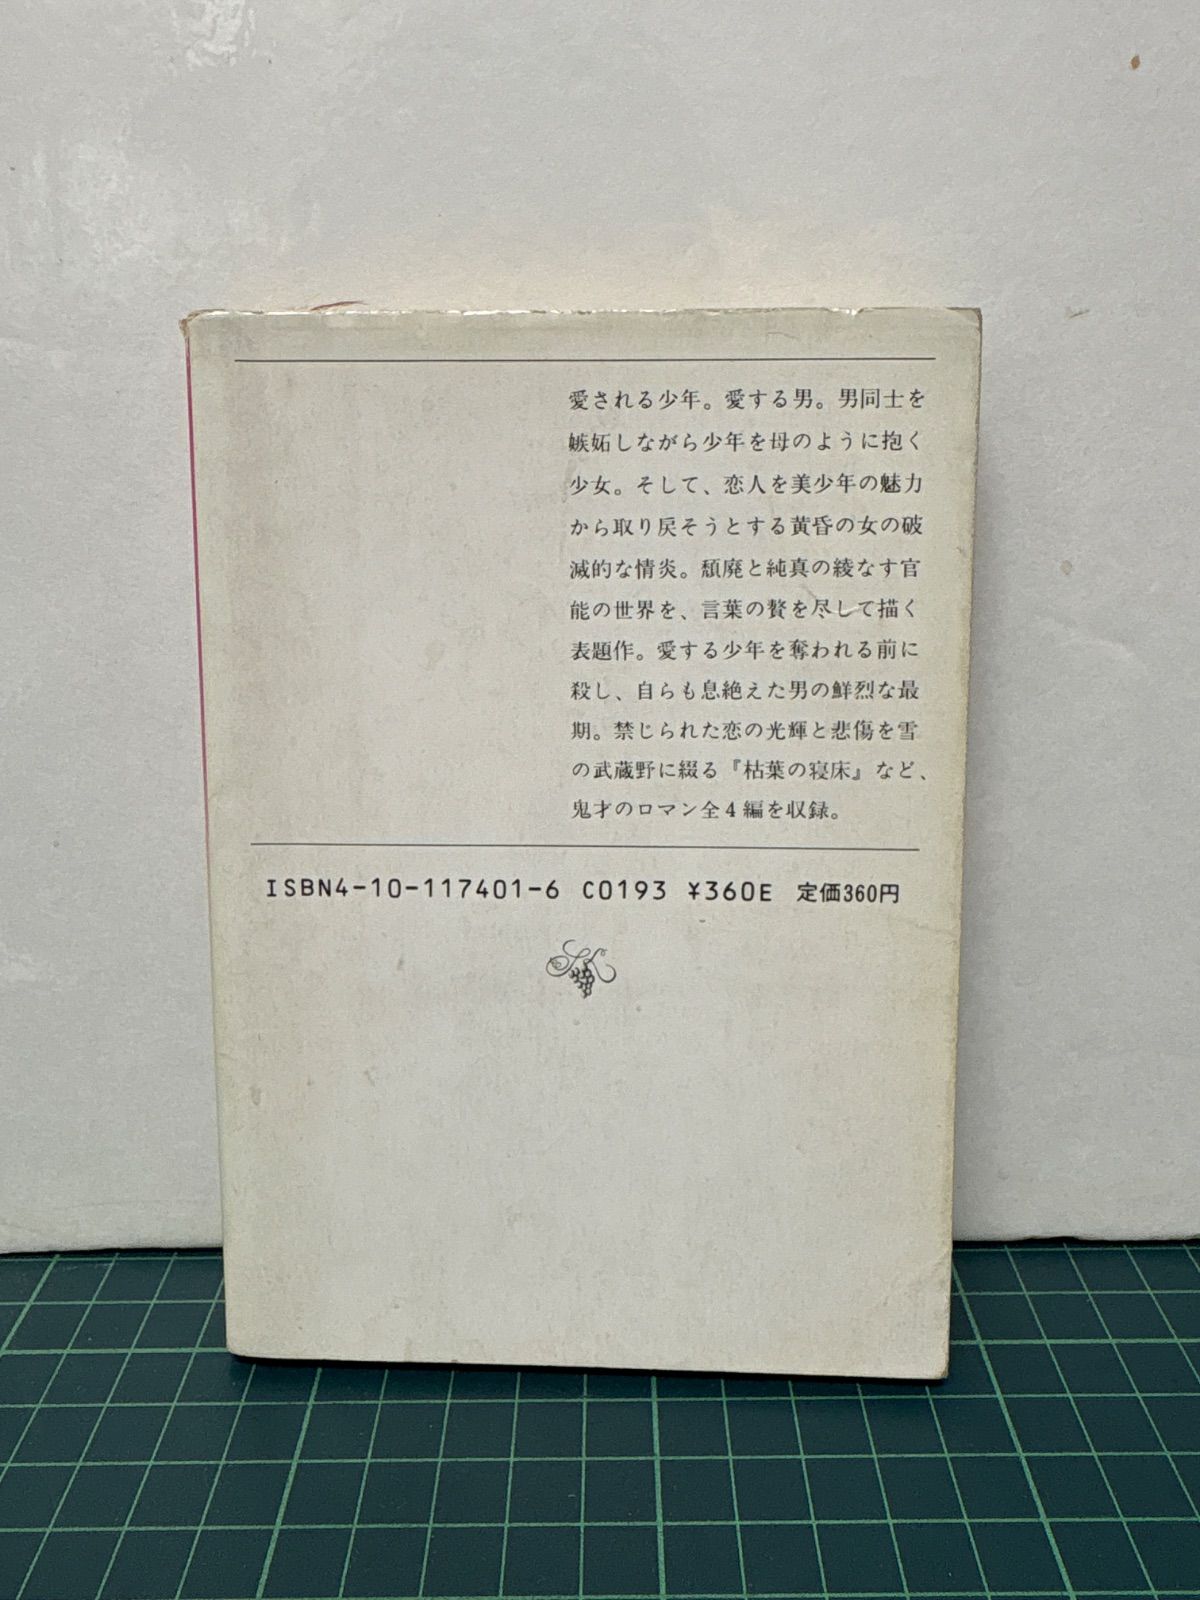 愛される少年。愛する男。男同士を
嫉妬しながら少年を母のように抱く
少女。そして、恋人を美少年の魅力
から取り戻そうとする黄昏の女の破
滅的な情炎。頽廃と純真の綾なす官
能の世界を、言葉の贅を尽して描く
表題作。愛する少年を奪われる前に
殺し、自らも息絶えた男の鮮烈な最
期。禁じられた恋の光輝と悲傷を雪
の武蔵野に綴る『枯葉の寝床』など、
鬼才のロマン全4編を収録。
ISBN4-10-117401-6 C0193 ¥360E 定価360円
SK